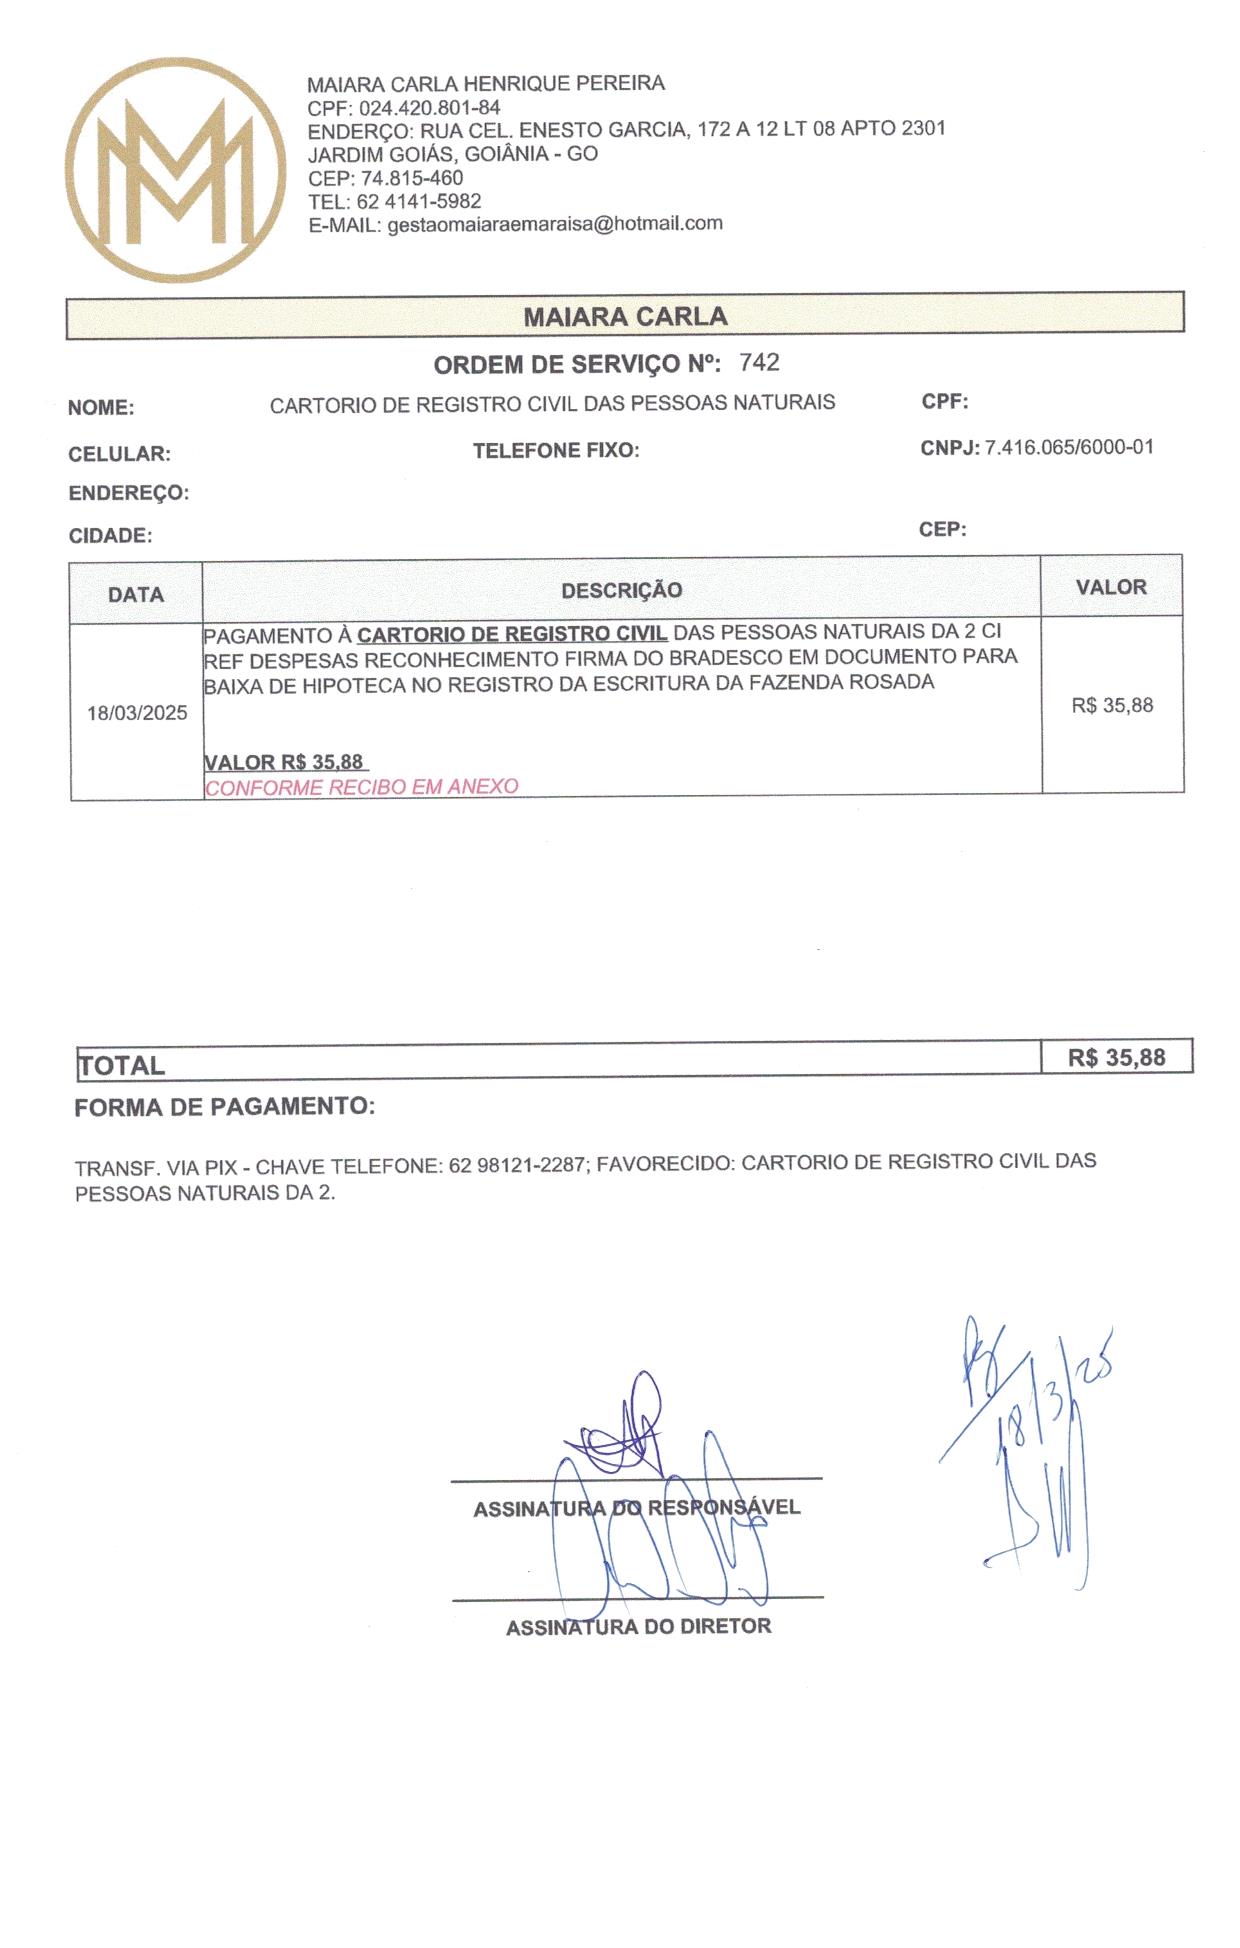 MAIARA CARLA HENRIQUE PEREIRA
CPF: 024.420.801-84
ENDERÇO: RUA CEL. ENESTO GARCIA, 172 A 12 LT 08 APTO 2301
JARDIM GOIÁS, GOIÂNIA - GO
CEP: 74.815-460
TEL: 62 4141-5982
E-MAIL: gestaomaiaraemaraisa@hotmail.com
MAIARA CARLA
ORDEM DE SERVIÇO Nº: 742
NOME: CARTORIO DE REGISTRO CIVIL DAS PESSOAS NATURAIS CPF:
CELULAR: TELEFONE FIXO: CNPJ: 7.416.065/6000-01
ENDEREÇO:
CIDADE: CEP:
DATA DESCRIÇÃO VALOR
PAGAMENTO À CARTORIO DE REGISTRO CIVIL DAS PESSOAS NATURAIS DA 2 CI
REF DESPESAS RECONHECIMENTO FIRMA DO BRADESCO EM DOCUMENTO PARA
BAIXA DE HIPOTECA NO REGISTRO DA ESCRITURA DA FAZENDA ROSADA
18/03/2025 R$ 35,88
VALOR R$ 35,88
CONFORME RECIBO EM ANEXO
TOTAL R$ 35,88
FORMA DE PAGAMENTO:
TRANSF. VIA PIX - CHAVE TELEFONE: 62 98121-2287; FAVORECIDO: CARTORIO DE REGISTRO CIVIL DAS
PESSOAS NATURAIS DA 2.
18/3/25
ASSINATURA DO RESPONSÁVEL
ASSINATURA DO DIRETOR